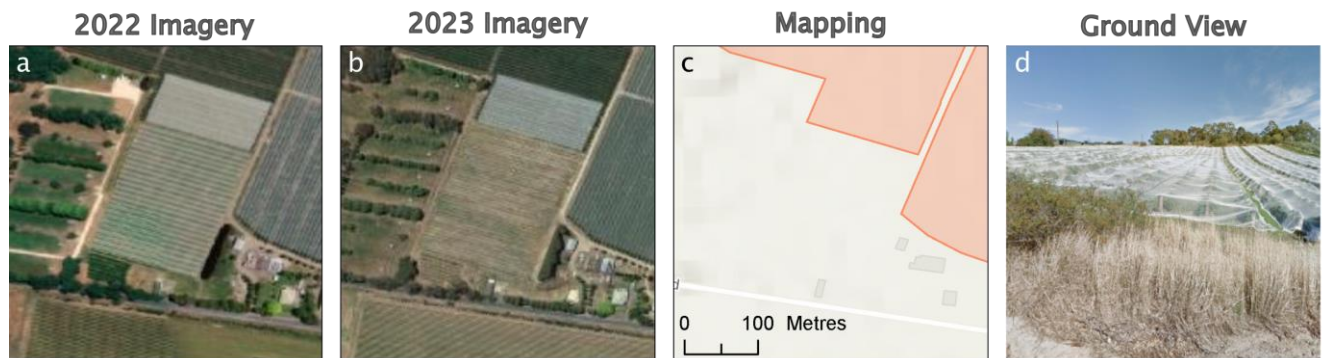 2022 Imagery
2023 Imagery
Mapping
Ground View
a
b
c
d
d
0 100 Metres